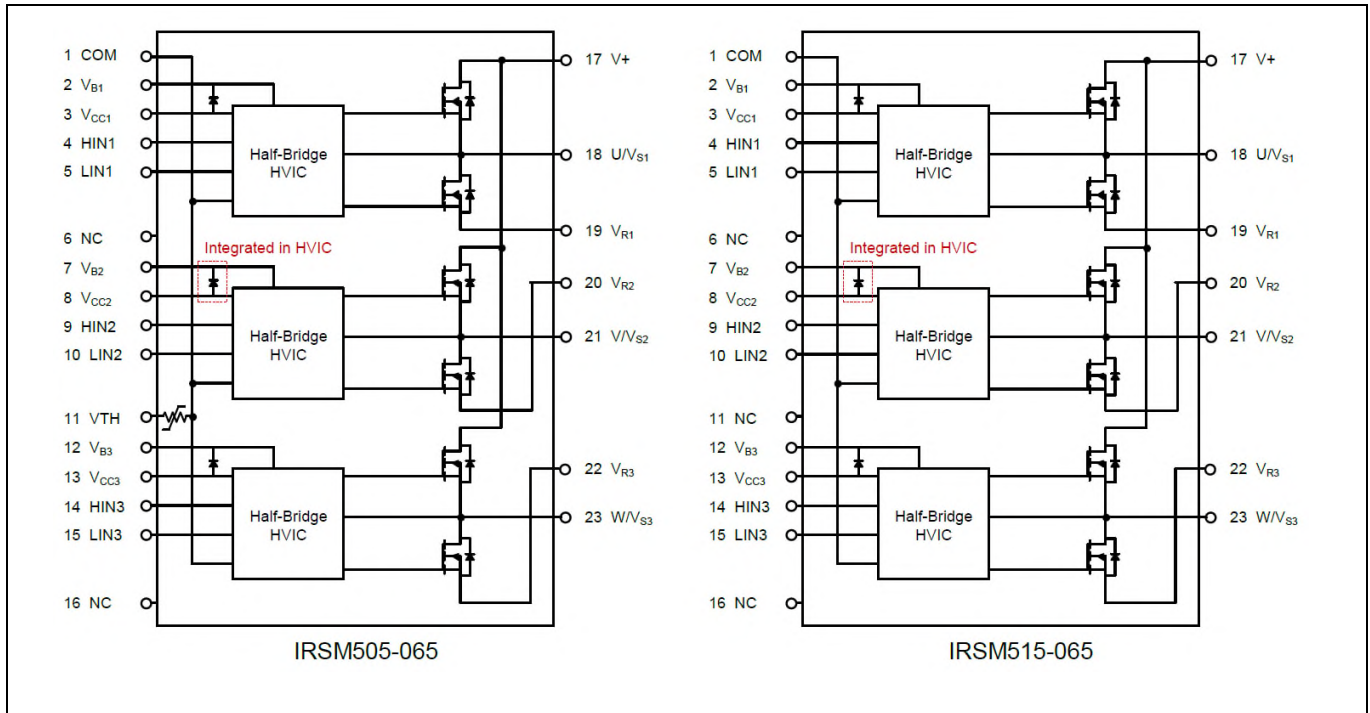 1 COM
2 VB1
3 VCC1
4 HIN1
5 LIN1
6 NC
7 VB2
8 VCC2
9 HIN2
10 LIN2
11 VTH
12 VB3
13 VCC3
14 HIN3
15 LIN3
16 NC
Half-Bridge
HVIC
Integrated in HVIC
Half-Bridge
HVIC
Half-Bridge
HVIC
17 V+
18 U/VS1
19 VR1
20 VR2
21 V/VS2
22 VR3
23 W/VS3
IRSM505-065
1 COM
2 VB1
3 VCC1
4 HIN1
5 LIN1
6 NC
7 VB2
8 VCC2
9 HIN2
10 LIN2
11 NC
12 VB3
13 VCC3
14 HIN3
15 LIN3
16 NC
Half-Bridge
HVIC
Integrated in HVIC
Half-Bridge
HVIC
Half-Bridge
HVIC
17 V+
18 U/VS1
19 VR1
20 VR2
21 V/VS2
22 VR3
23 W/VS3
IRSM515-065